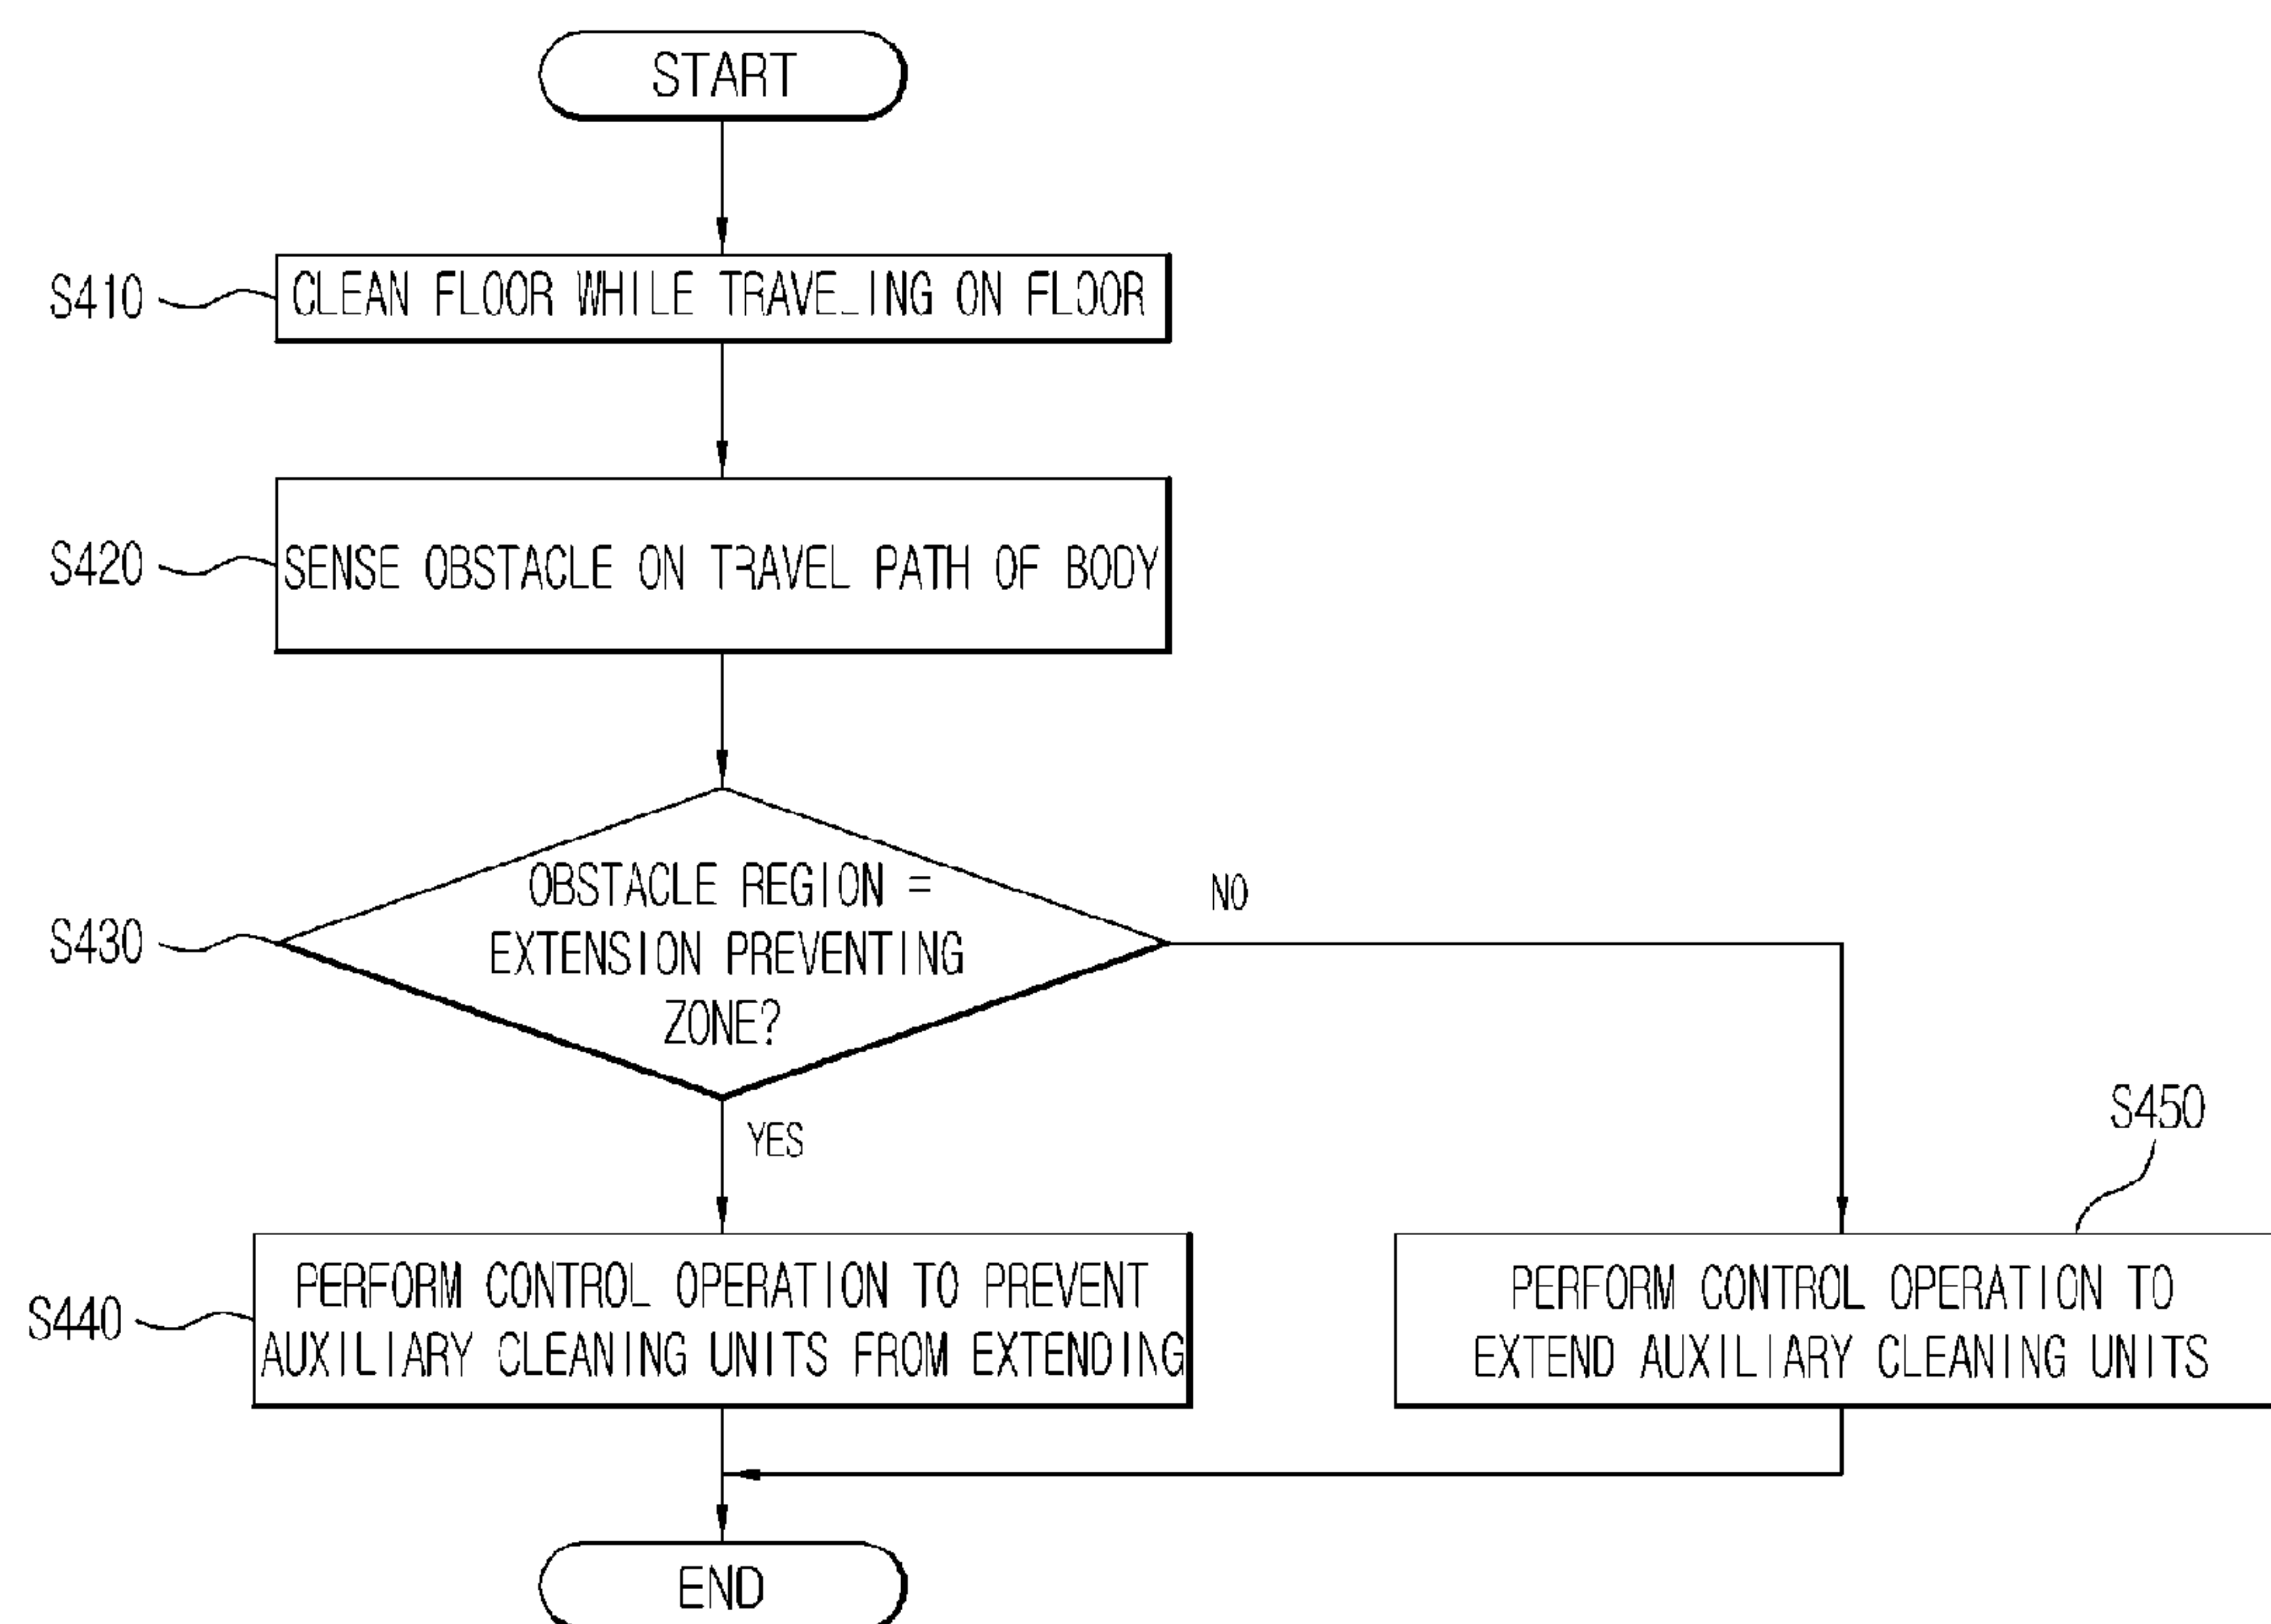 START
S410
CLEAN FLOOR WHILE TRAVELING ON FLOOR
S420
SENSE OBSTACLE ON TRAVEL PATH OF BODY
S430
OBSTACLE REGION =
EXTENSION PREVENTING
ZONE?
NO
YES
S440
PERFORM CONTROL OPERATION TO PREVENT
AUXILIARY CLEANING UNITS FROM EXTENDING
S450
PERFORM CONTROL OPERATION TO
EXTEND AUXILIARY CLEANING UNITS
END